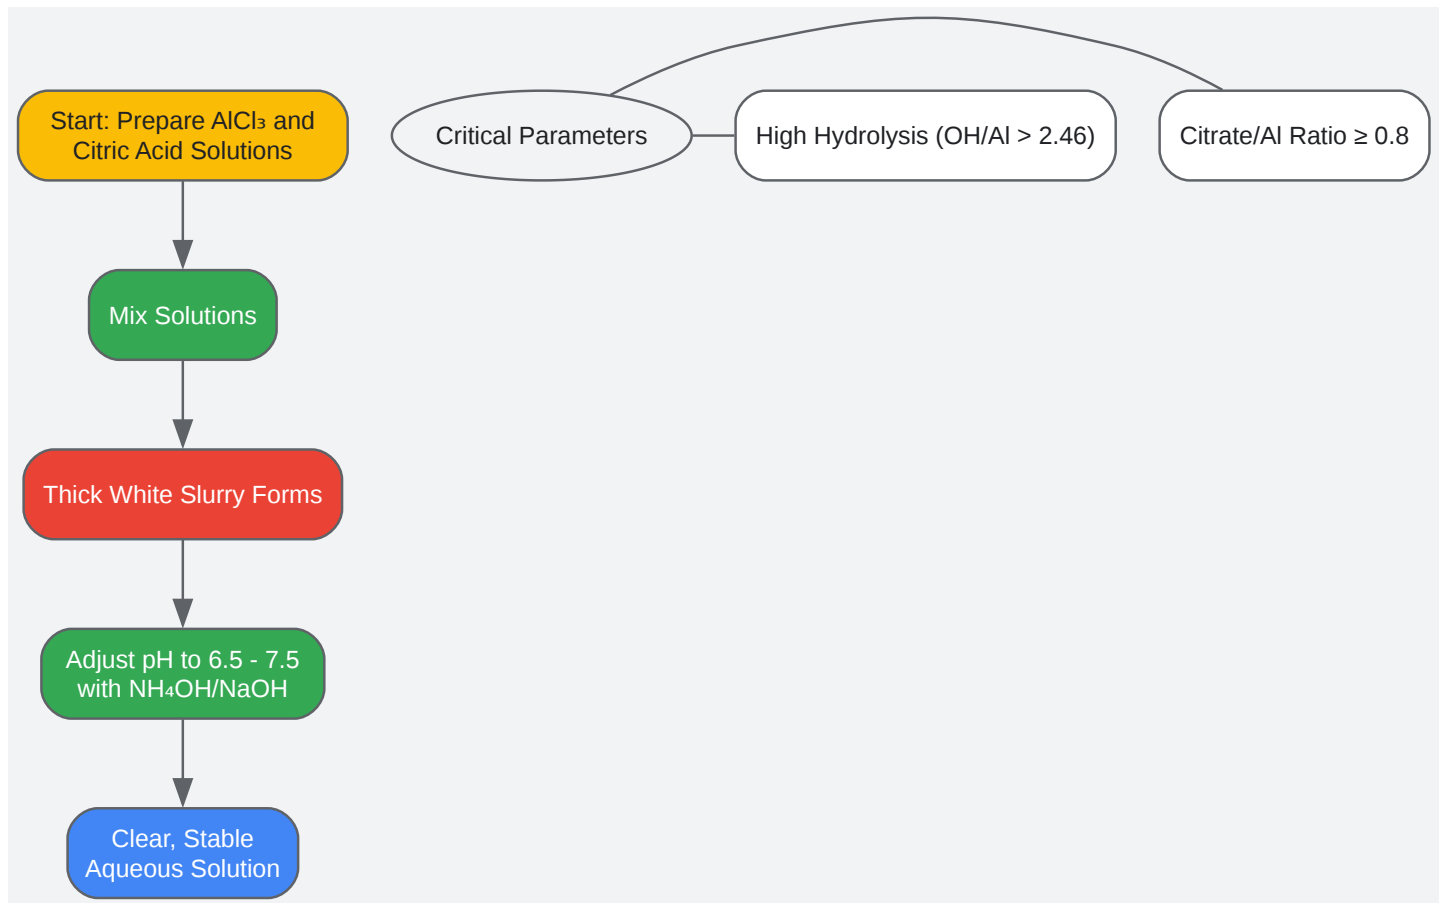 Start: Prepare AlCl₃ and
Citric Acid Solutions
Critical Parameters
High Hydrolysis (OH/Al > 2.46)
Citrate/Al Ratio ≥ 0.8
Mix Solutions
Thick White Slurry Forms
Adjust pH to 6.5 - 7.5
with NH₄OH/NaOH
Clear, Stable
Aqueous Solution